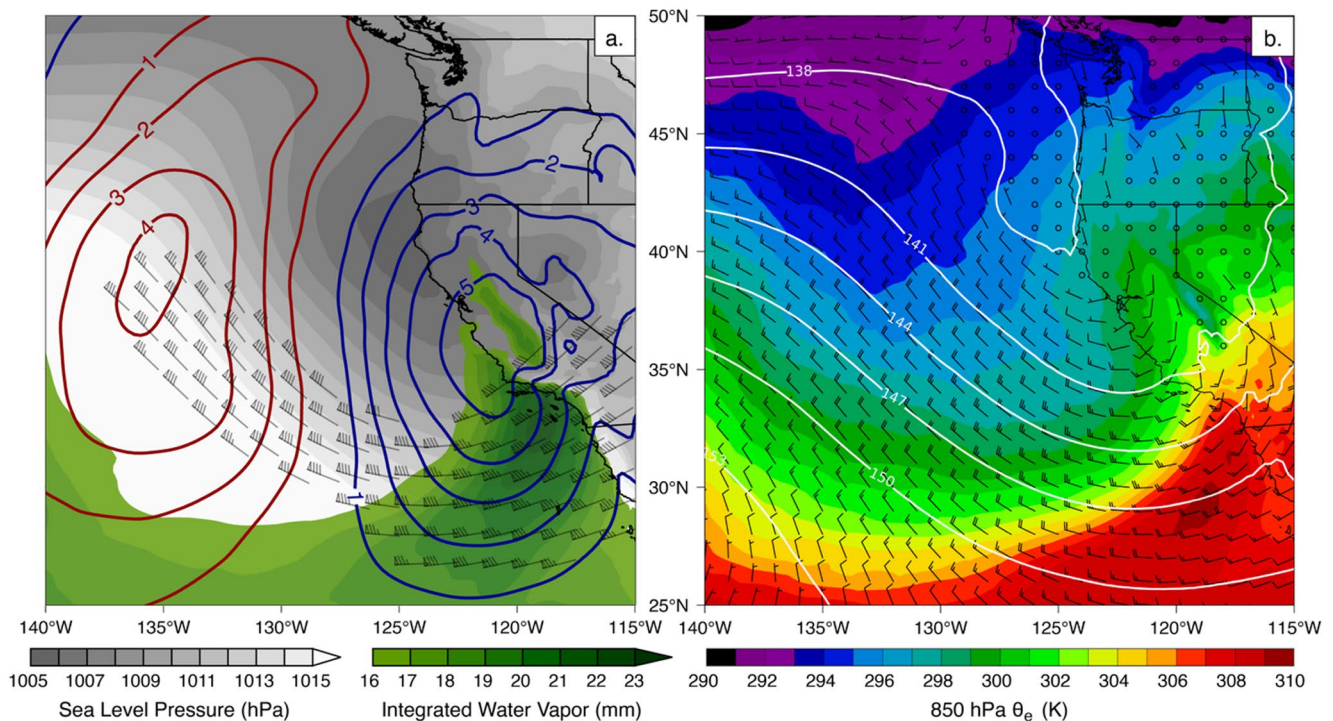 a.
1
2
3
4
2
3
4
5
0
1
140°W 135°W 130°W 125°W 120°W 115°W
1005 1007 1009 1011 1013 1015
Sea Level Pressure (hPa)
16 17 18 19 20 21 22 23
Integrated Water Vapor (mm)
b.
50°N
45°N
40°N
35°N
30°N
25°N
138
141
144
147
150
153
140°W 135°W 130°W 125°W 120°W 115°W
290 292 294 296 298 300 302 304 306 308 310
850 hPa θe (K)